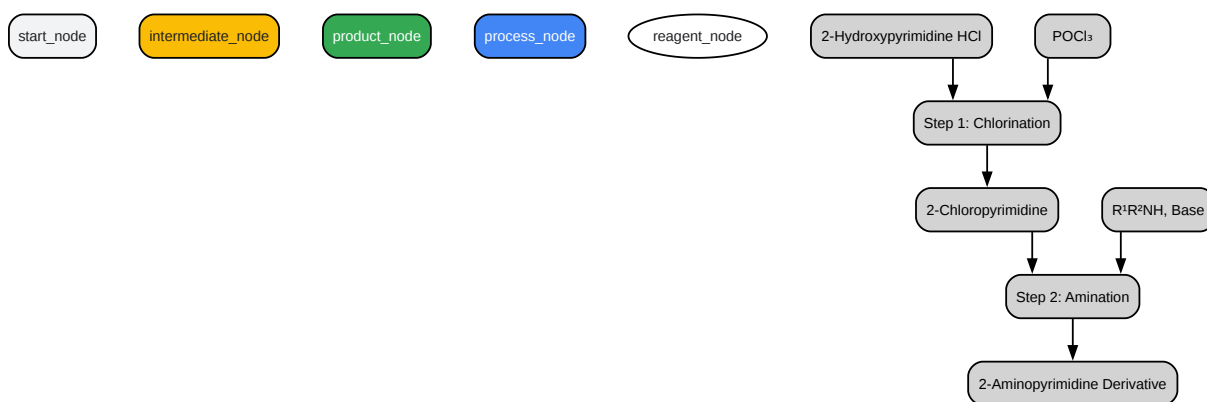 start_node
intermediate_node
product_node
process_node
reagent_node
2-Hydroxypyrimidine HCl
POCl₃
Step 1: Chlorination
2-Chloropyrimidine
R¹R²NH, Base
Step 2: Amination
2-Aminopyrimidine Derivative